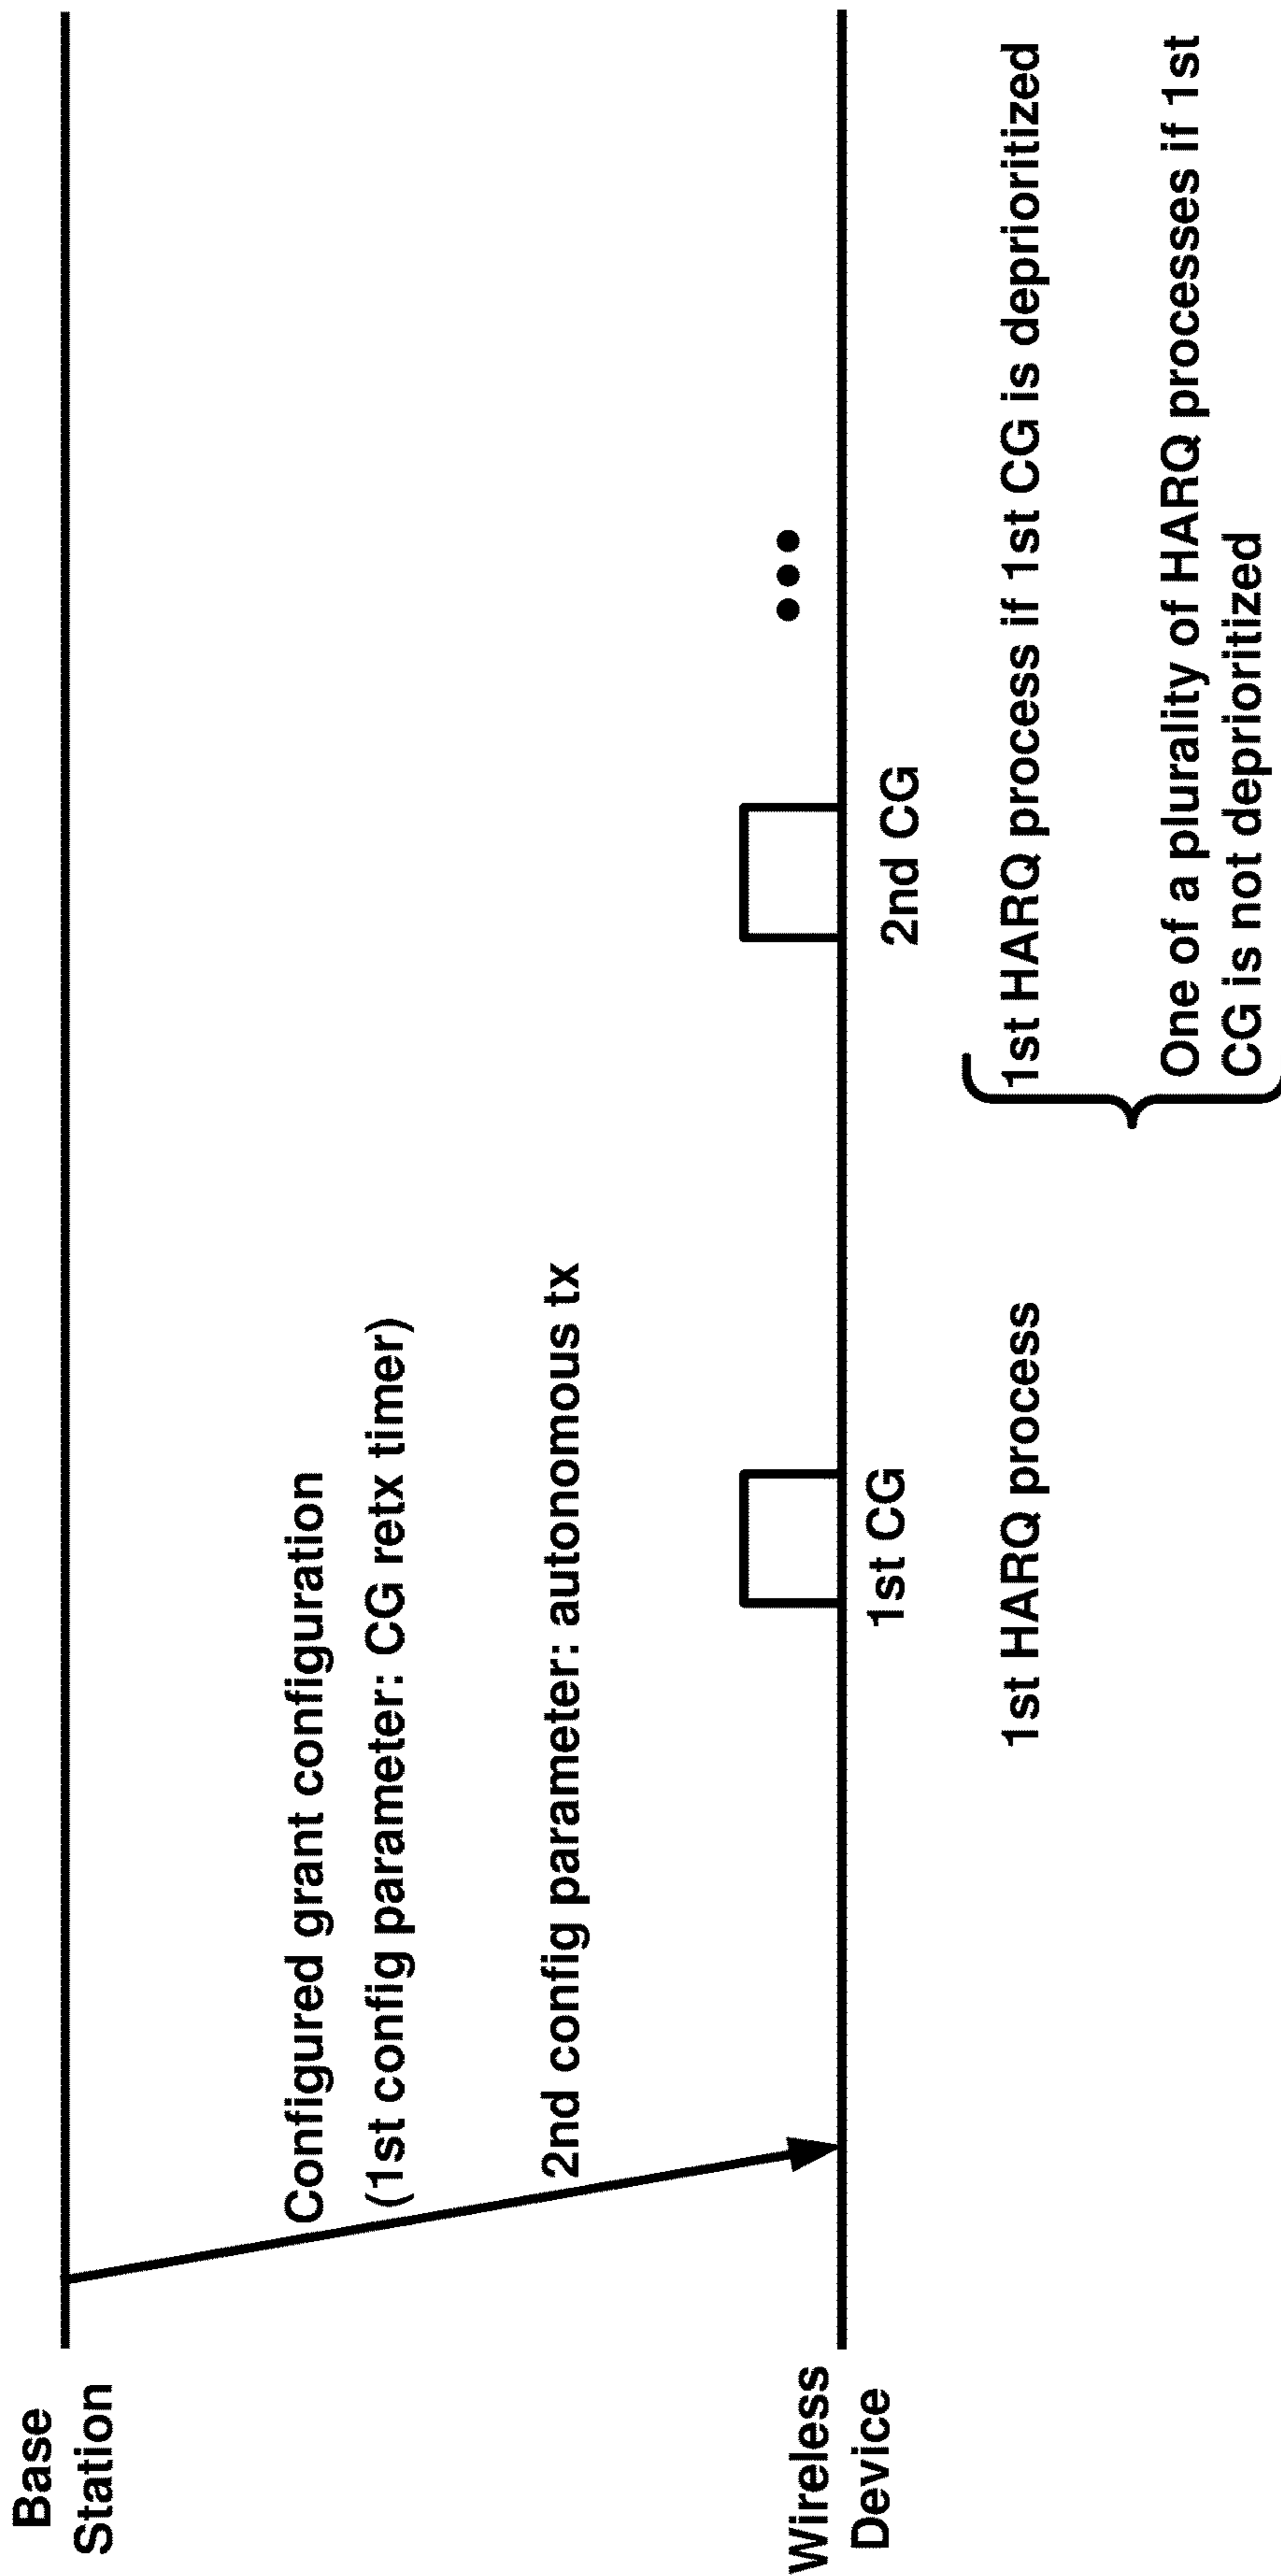 Base
Station
Configured grant configuration
(1st config parameter: CG retx timer)
2nd config parameter: autonomous tx
Wireless
Device
1st CG
2nd CG
1st HARQ process
1st HARQ process if 1st CG is deprioritized
One of a plurality of HARQ processes if 1st
CG is not deprioritized